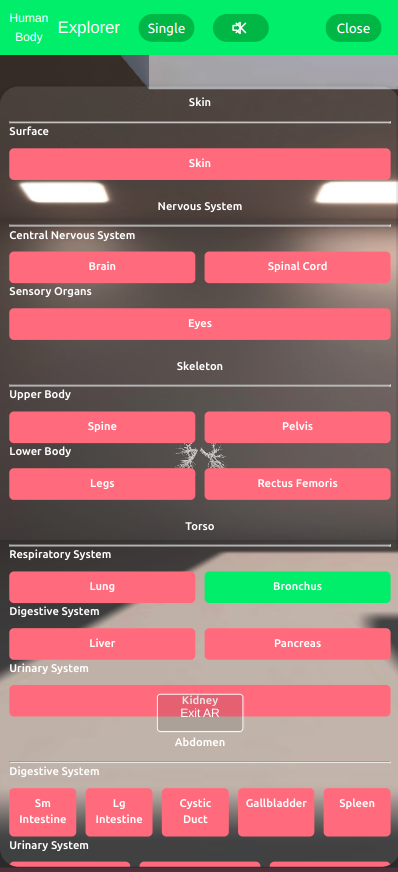 Human
Body
Explorer
Single
Close
Skin
Surface
Skin
Nervous System
Central Nervous System
Brain
Spinal Cord
Sensory Organs
Eyes
Skeleton
Upper Body
Spine
Pelvis
Lower Body
Legs
Rectus Femoris
Torso
Respiratory System
Lung
Bronchus
Digestive System
Liver
Pancreas
Urinary System
Kidney
Exit AR
Abdomen
Digestive System
Sm
Intestine
Lg
Intestine
Cystic
Duct
Gallbladder
Spleen
Urinary System